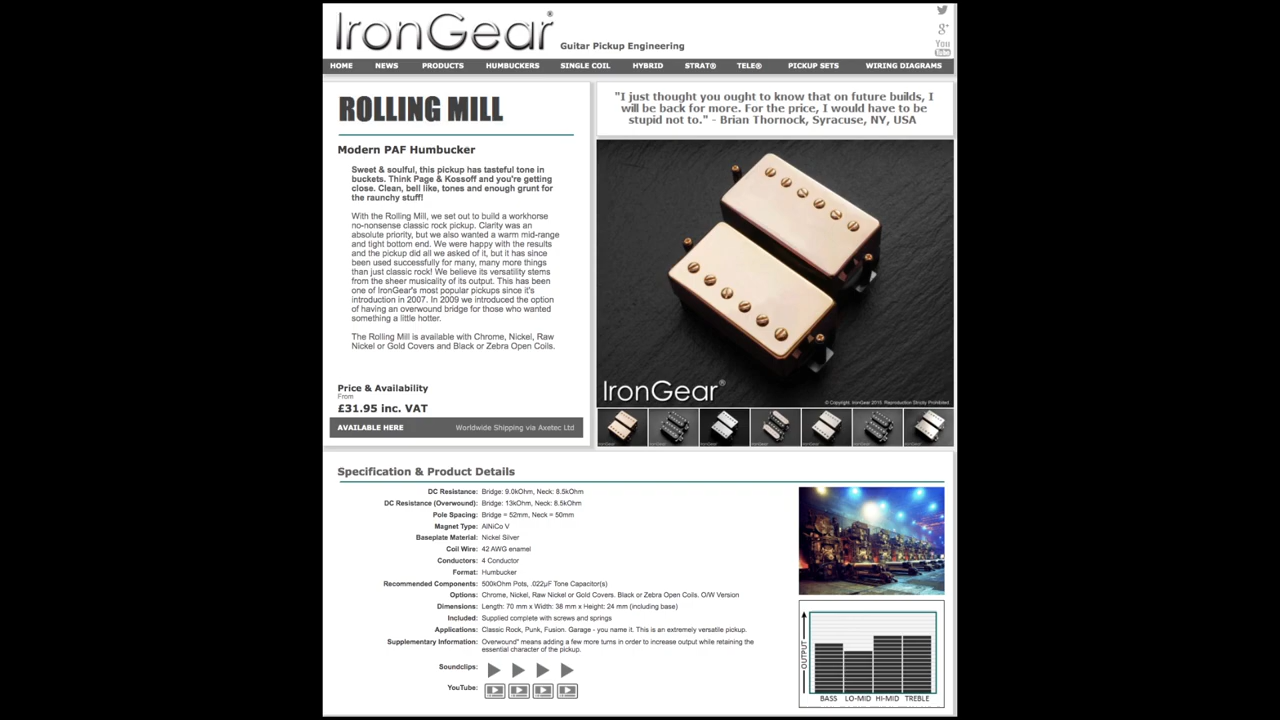 IronGear®
Guitar Pickup Engineering
g+
You
Tube
HOME NEWS PRODUCTS HUMBUCKERS SINGLE COIL HYBRID STRAT® TELE® PICKUP SETS WIRING DIAGRAMS
ROLLING MILL
Modern PAF Humbucker
Sweet & soulful, this pickup has tasteful tone in
buckets. Think Page & Kossoff and you're getting
close. Clean, bell like, tones and enough grunt for
the raunchy stuff!
With the Rolling Mill, we set out to build a workhorse
no-nonsense classic rock pickup. Clarity was an
absolute priority, but we also wanted a warm mid-range
and tight bottom end. We were happy with the results
and the pickup did all we asked of it, but it has since
been used successfully for many, many more things
than just classic rock! We believe its versatility stems
from the sheer musicality of its output. This has been
one of IronGear's most popular pickups since it's
introduction in 2007. In 2009 we introduced the option
of having an overwound bridge for those who wanted
something a little hotter.
The Rolling Mill is available with Chrome, Nickel, Raw
Nickel or Gold Covers and Black or Zebra Open Coils.
Price & Availability
From
£31.95 inc. VAT
AVAILABLE HERE Worldwide Shipping via Axetec Ltd
"I just thought you ought to know that on future builds, I
will be back for more. For the price, I would have to be
stupid not to." - Brian Thornock, Syracuse, NY, USA
IronGear®
© Copyright IronGear 2015 Reproduction Strictly Prohibited
Specification & Product Details
DC Resistance: Bridge: 9.0kOhm, Neck: 8.5kOhm
DC Resistance (Overwound): Bridge: 13kOhm, Neck: 8.5kOhm
Pole Spacing: Bridge = 52mm, Neck = 50mm
Magnet Type: AlNiCo V
Baseplate Material: Nickel Silver
Coil Wire: 42 AWG enamel
Conductors: 4 Conductor
Format: Humbucker
Recommended Components: 500kOhm Pots, .022µF Tone Capacitor(s)
Options: Chrome, Nickel, Raw Nickel or Gold Covers. Black or Zebra Open Coils. O/W Version
Dimensions: Length: 70 mm x Width: 38 mm x Height: 24 mm (including base)
Included: Supplied complete with screws and springs
Applications: Classic Rock, Punk, Fusion. Garage - you name it. This is an extremely versatile pickup.
Supplementary Information: Overwound" means adding a few more turns in order to increase output while retaining the
essential character of the pickup.
Soundclips:
YouTube:
OUTPUT
BASS LO-MID HI-MID TREBLE